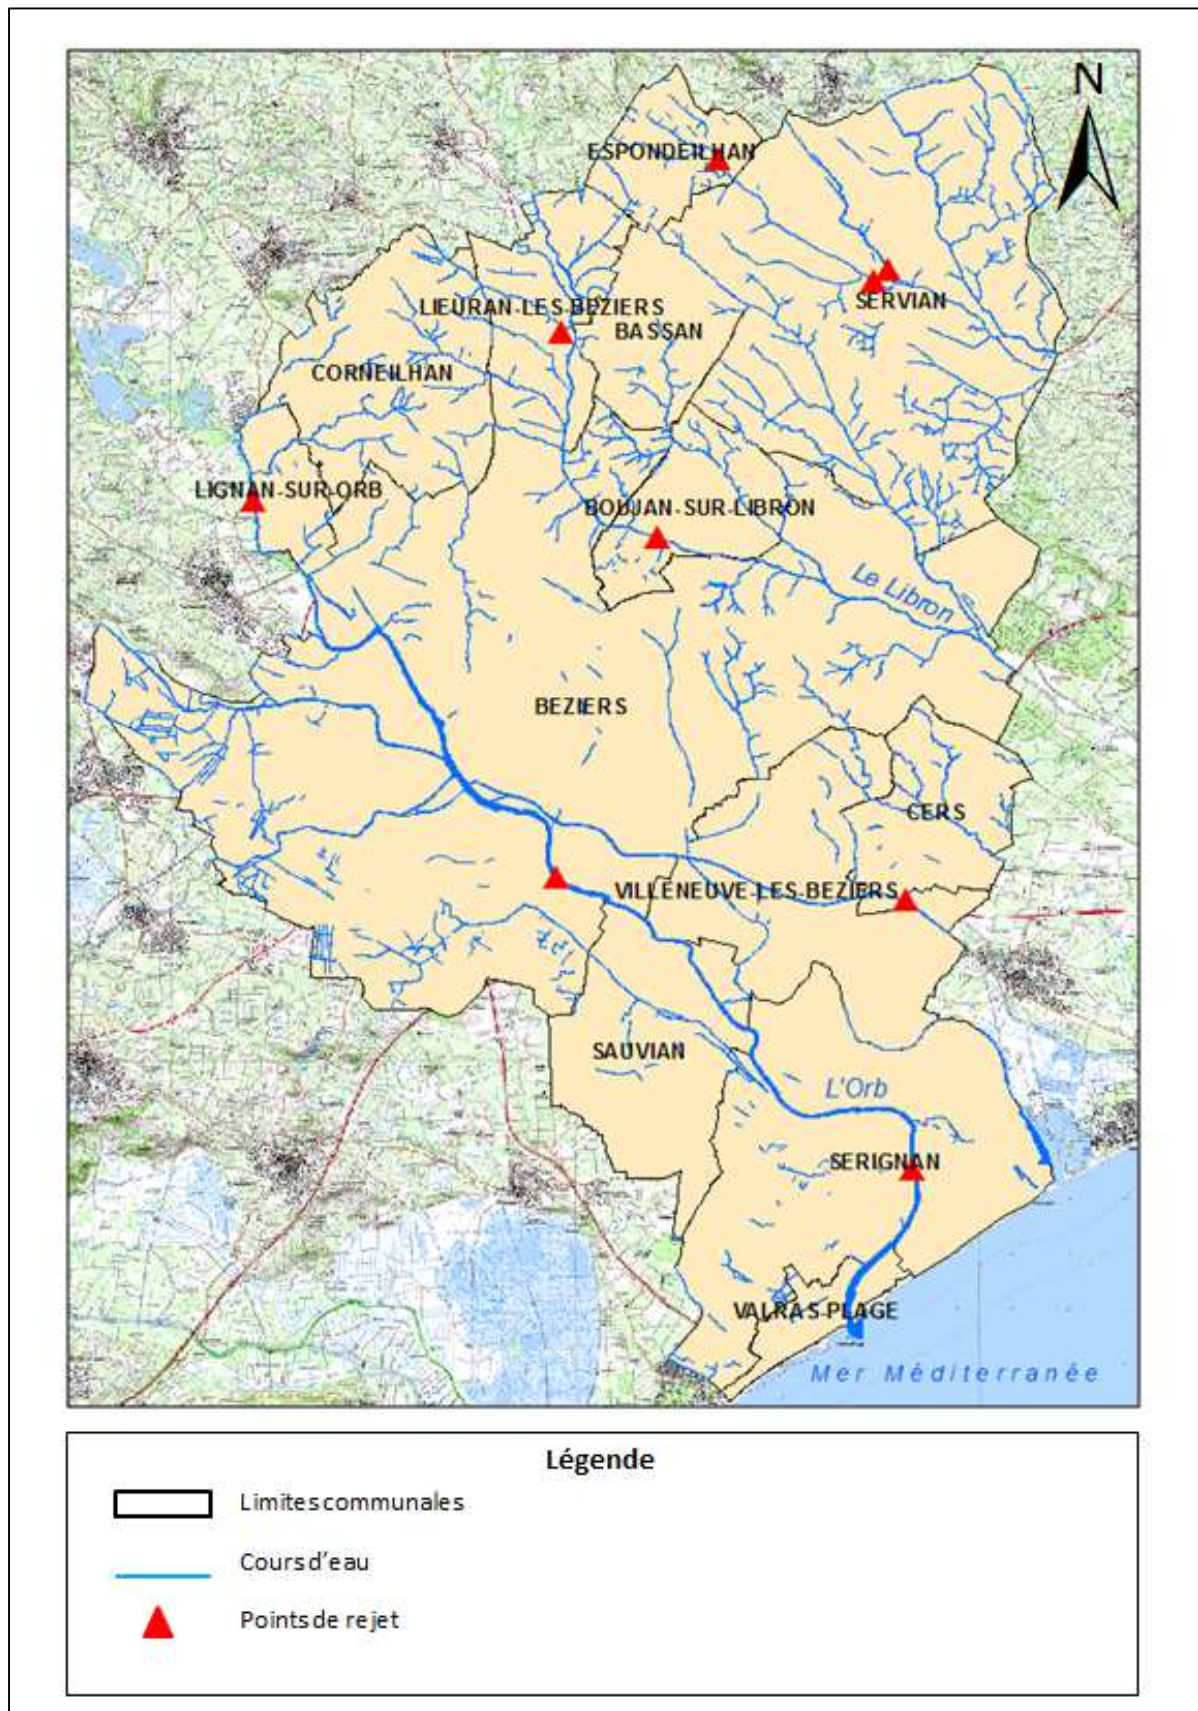 N
ESPONDEILHAN
SERVIAN
LIEURAN-LES-BEZIERS
BASSAN
CORNEILHAN
LIGNAN-SUR-ORB
BOUJAN-SUR-LIBRON
Le Libron
BEZIERS
CERS
VILLENEUVE-LES-BEZIERS
SAUVIAN
L'Orb
SERIGNAN
VALRAS-PLAGE
Mer Méditerranée
Légende
Limites communales
Cours d'eau
Points de rejet